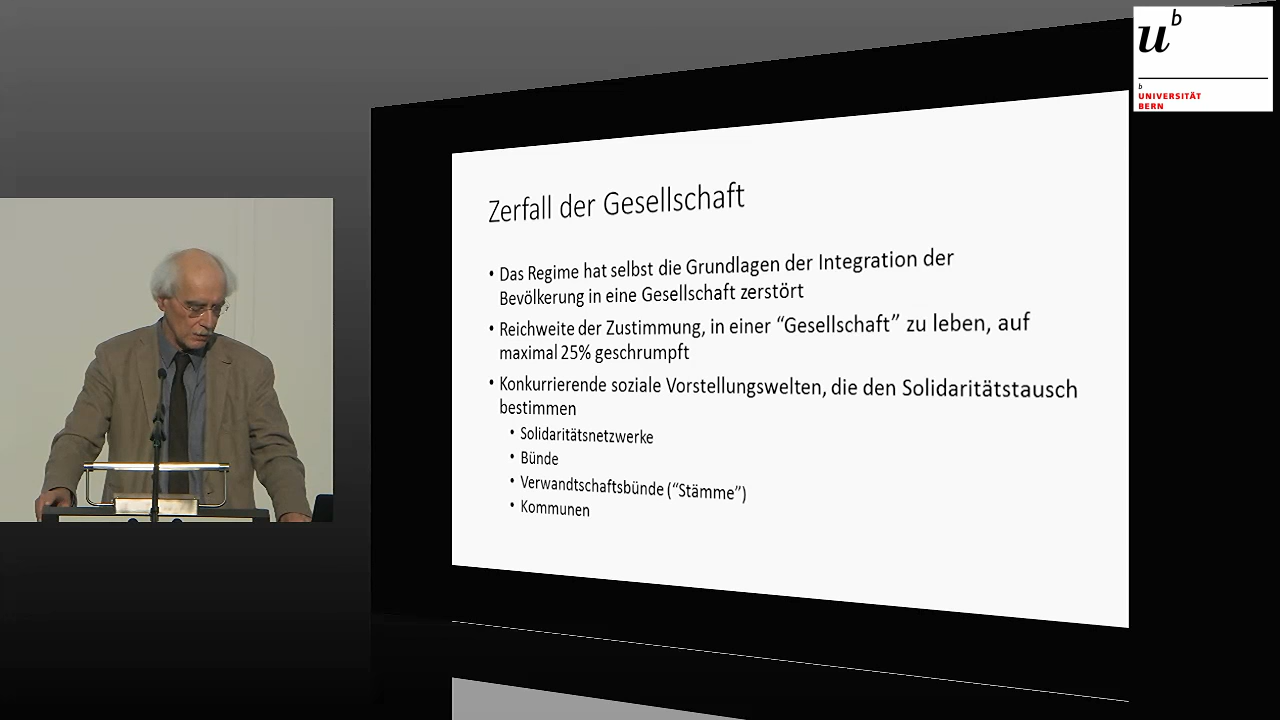 u b
b
UNIVERSITÄT
BERN
Zerfall der Gesellschaft
• Das Regime hat selbst die Grundlagen der Integration der
Bevölkerung in eine Gesellschaft zerstört
• Reichweite der Zustimmung, in einer “Gesellschaft” zu leben, auf
maximal 25% geschrumpft
• Konkurrierende soziale Vorstellungswelten, die den Solidaritätstausch
bestimmen
• Solidaritätsnetzwerke
• Bünde
• Verwandtschaftsbünde (“Stämme”)
• Kommunen